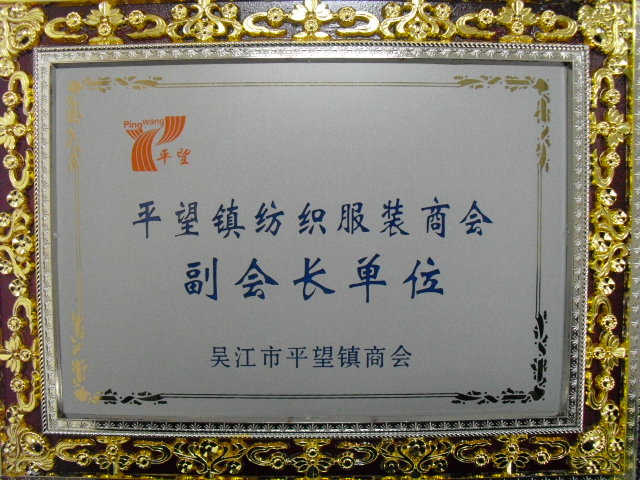 Pingwang
平望
平望镇纺织服装商会
副会长单位
吴江市平望镇商会